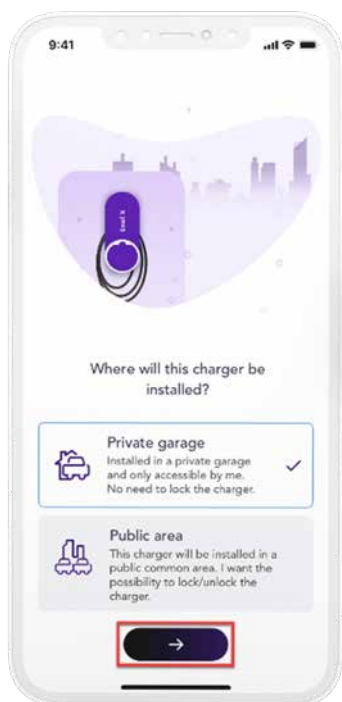 9:41
Enel X
Where will this charger be
installed?
Private garage
Installed in a private garage
and only accessible by me.
No need to lock the charger.
Public area
This charger will be installed in a
public common area. I want the
possibility to lock/unlock the
charger.